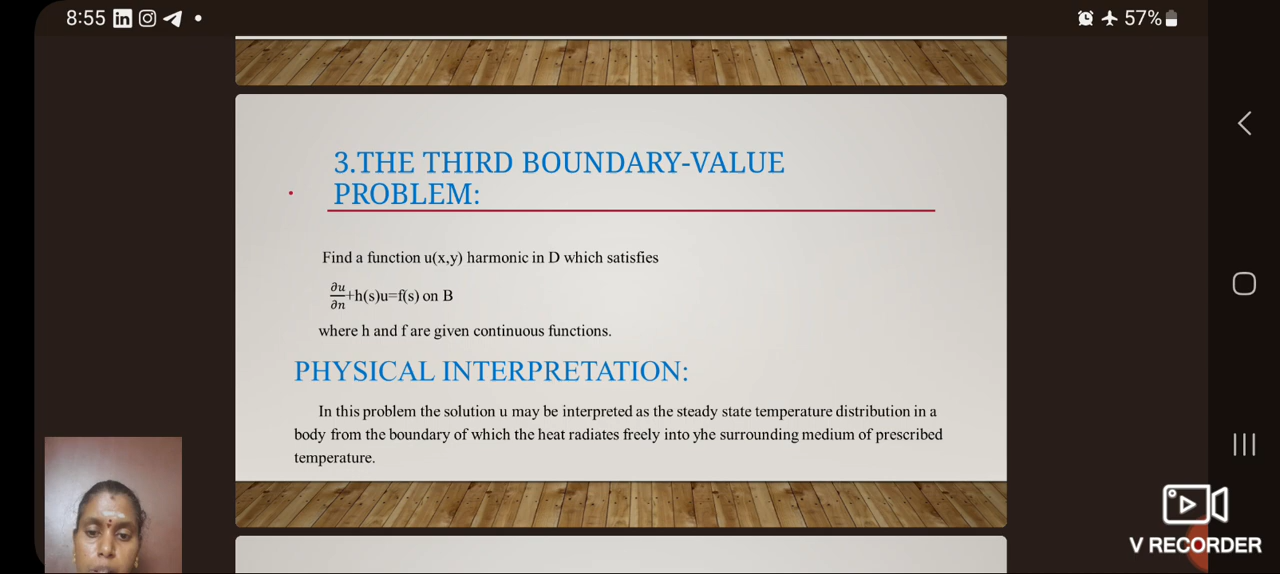 8:55
57%
3.THE THIRD BOUNDARY-VALUE
PROBLEM:
Find a function u(x,y) harmonic in D which satisfies
∂u/∂n+h(s)u=f(s) on B
where h and f are given continuous functions.
PHYSICAL INTERPRETATION:
In this problem the solution u may be interpreted as the steady state temperature distribution in a
body from the boundary of which the heat radiates freely into yhe surrounding medium of prescribed
temperature.
V RECORDER